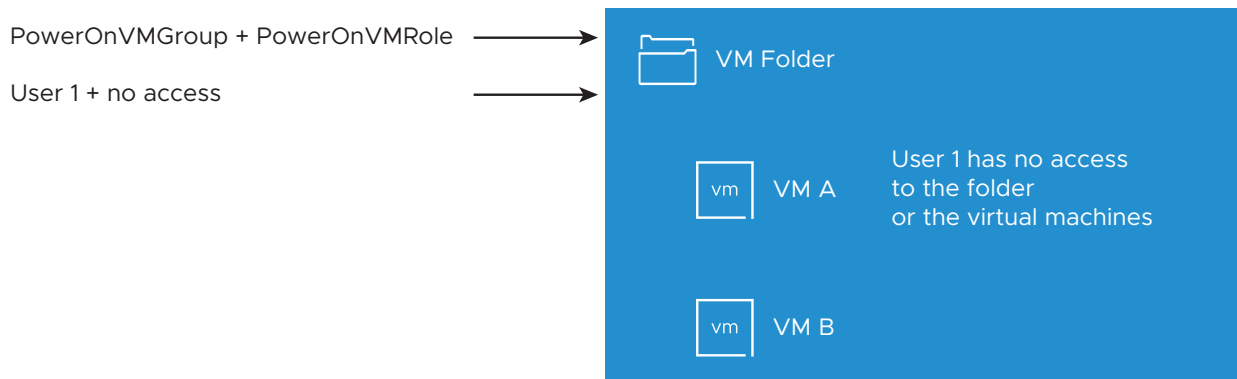 PowerOnVMGroup + PowerOnVMRole
VM Folder
User 1 + no access
User 1 has no access
to the folder
or the virtual machines
vm
VM A
vm
VM B